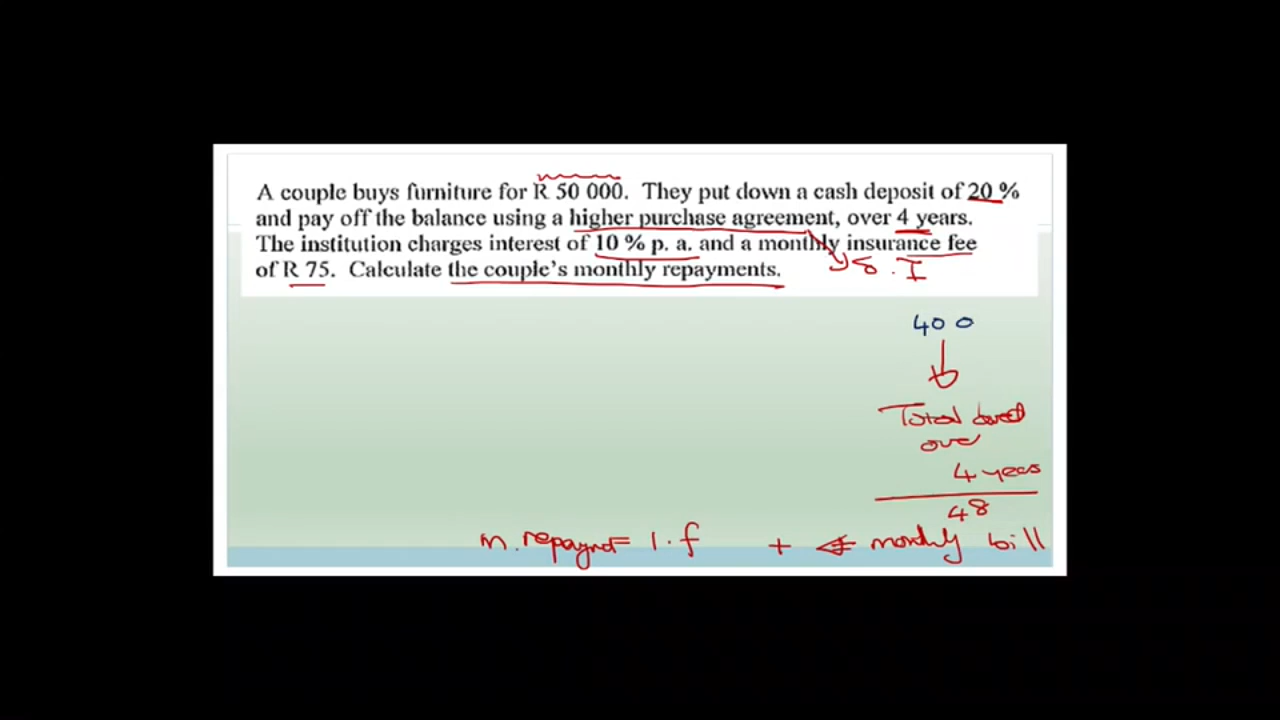 A couple buys furniture for R 50 000. They put down a cash deposit of 20 %
and pay off the balance using a higher purchase agreement, over 4 years.
The institution charges interest of 10 % p. a. and a monthly insurance fee
of R 75. Calculate the couple's monthly repayments.
S.I
400
Total
over
4 years
48
m. repaymt = I.f + monthly bill